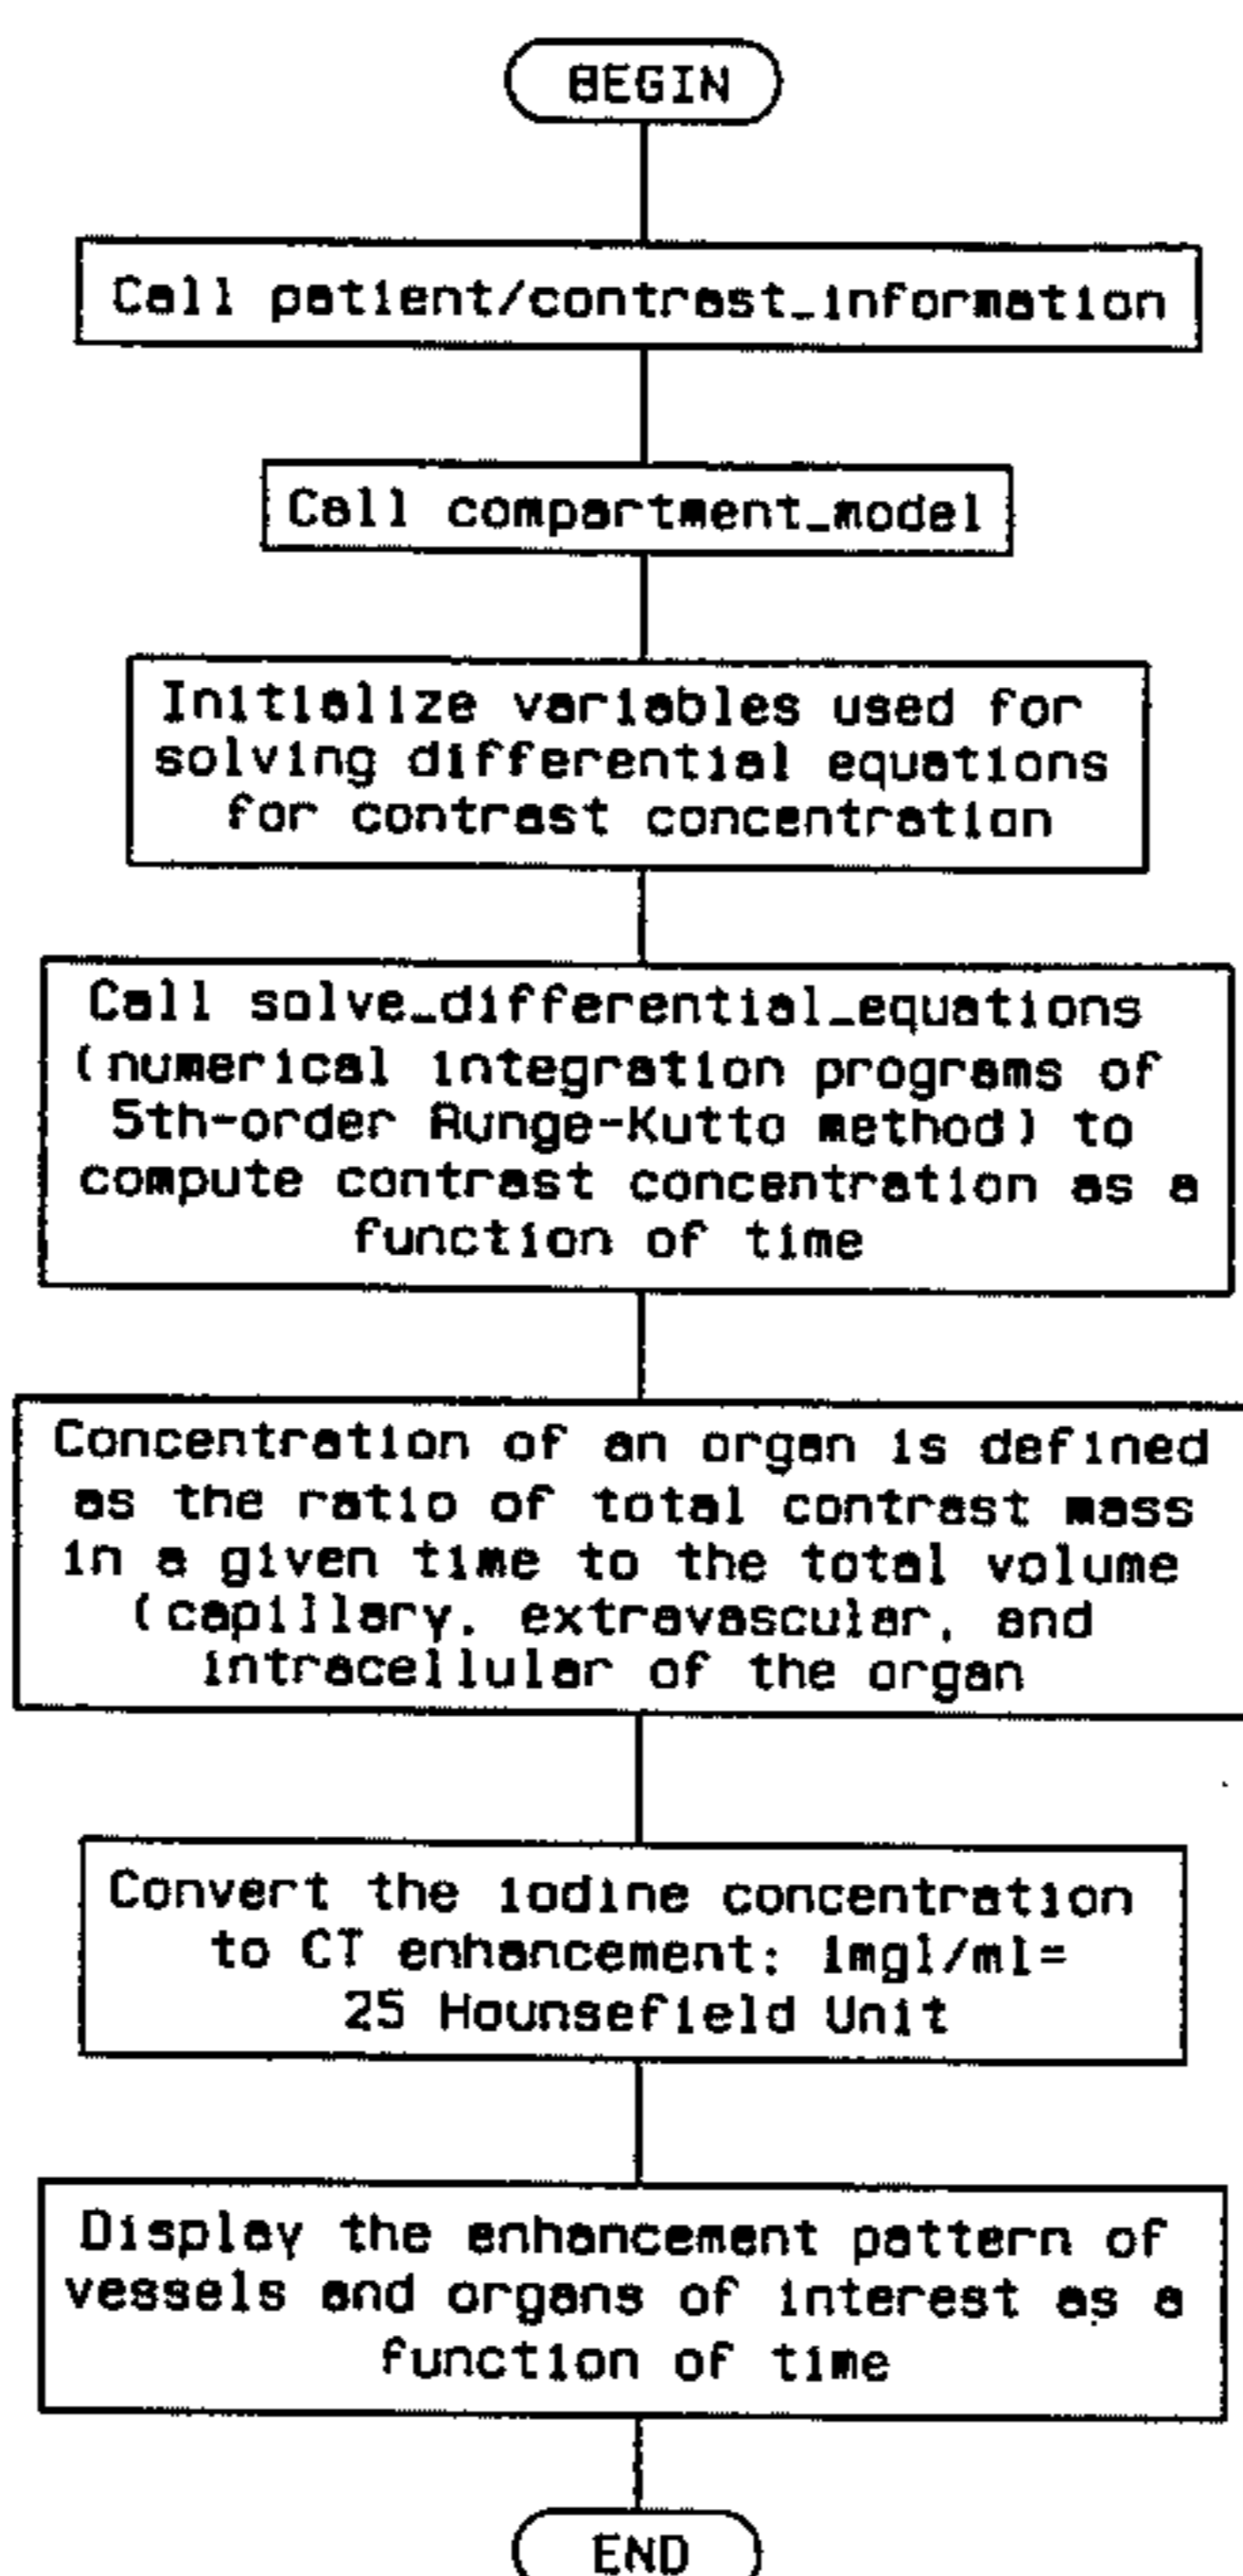 BEGIN
Call patient/contrast_information
Call compartment_model
Initialize variables used for
solving differential equations
for contrast concentration
Call solve_differential_equations
(numerical integration programs of
5th-order Runge-Kutto method) to
compute contrast concentration as a
function of time
Concentration of an organ is defined
as the ratio of total contrast mass
in a given time to the total volume
(capillary, extravascular, and
intracellular of the organ
Convert the iodine concentration
to CT enhancement: 1mgl/ml=
25 Hounsefield Unit
Display the enhancement pattern of
vessels and organs of interest as a
function of time
END